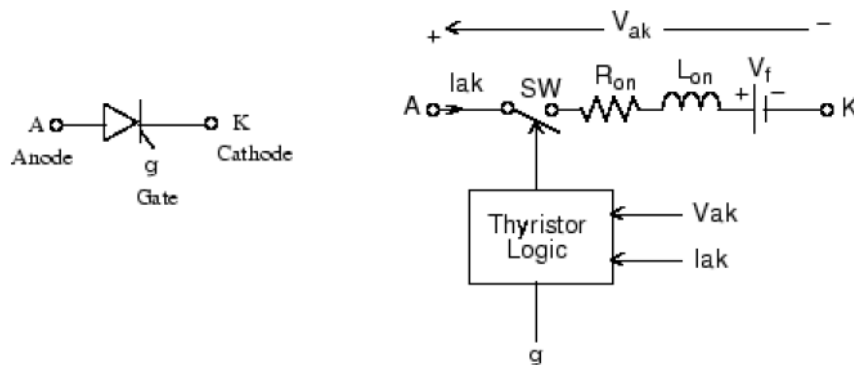 A
Anode
g
Gate
K
Cathode
+ Vak −
Iak SW Ron Lon Vf
A + − K
Thyristor
Logic
Vak
Iak
g